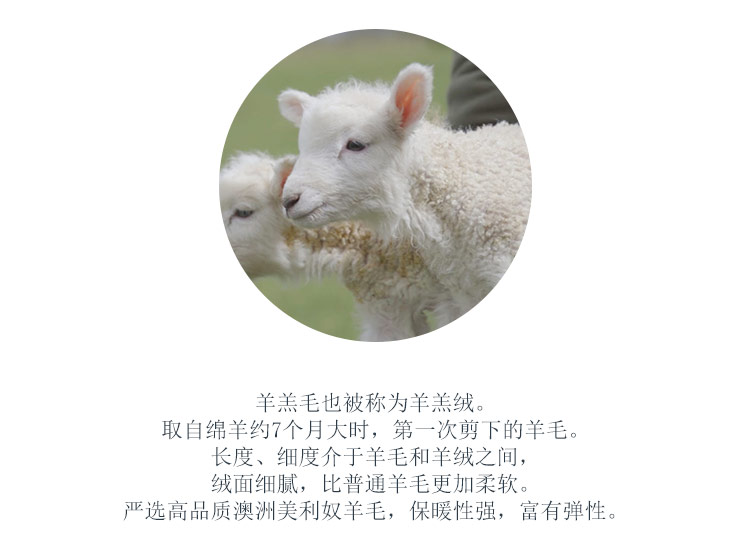 羊羔毛也被称为羊羔绒。
取自绵羊约7个月大时，第一次剪下的羊毛。
长度、细度介于羊毛和羊绒之间，
绒面细腻，比普通羊毛更加柔软。
严选高品质澳洲美利奴羊毛，保暖性强，富有弹性。